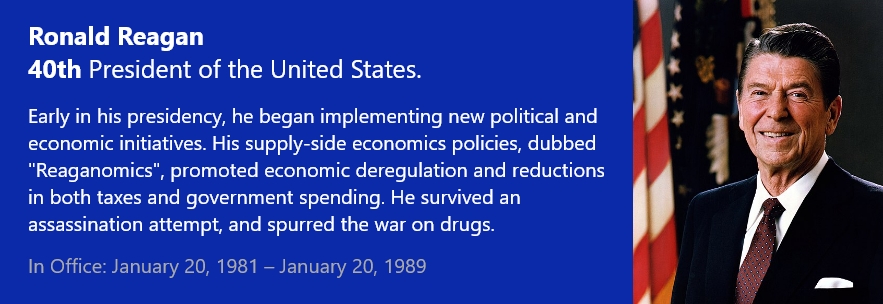 Ronald Reagan
40th President of the United States.
Early in his presidency, he began implementing new political and
economic initiatives. His supply-side economics policies, dubbed
"Reaganomics", promoted economic deregulation and reductions
in both taxes and government spending. He survived an
assassination attempt, and spurred the war on drugs.
In Office: January 20, 1981 – January 20, 1989